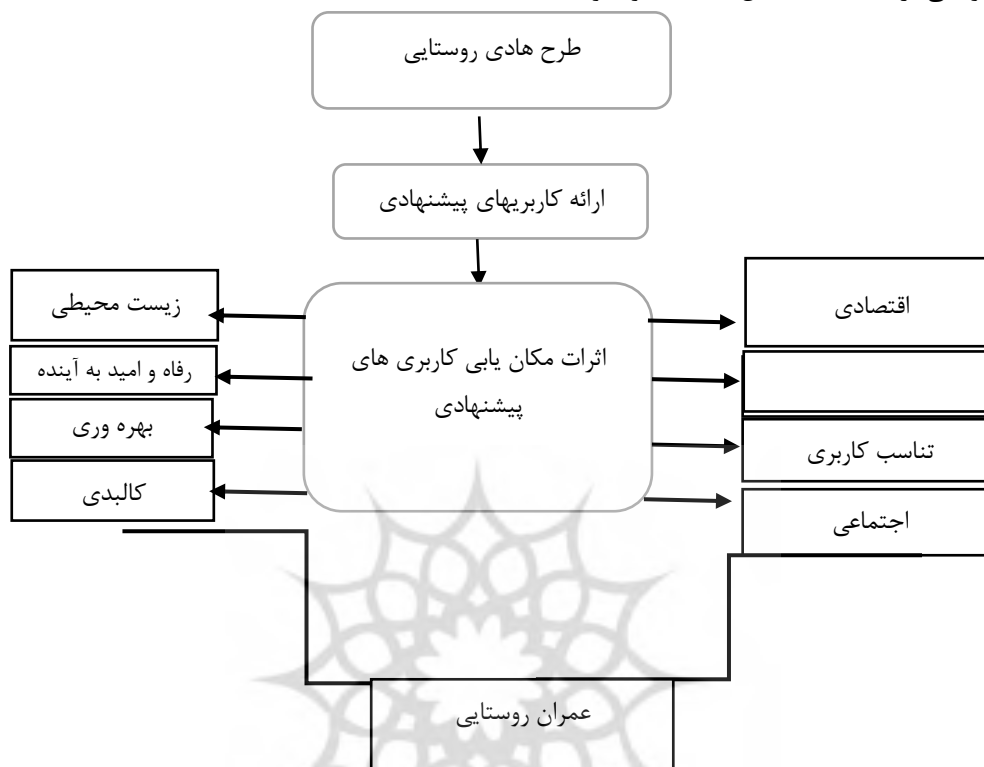 طرح هادی روستایی
ارائه کاربریهای پیشنهادی
اثرات مکان یابی کاربری های
پیشنهادی
اقتصادی
تناسب کاربری
اجتماعی
زیست محیطی
رفاه و امید به آینده
بهره وری
کالبدی
عمران روستایی